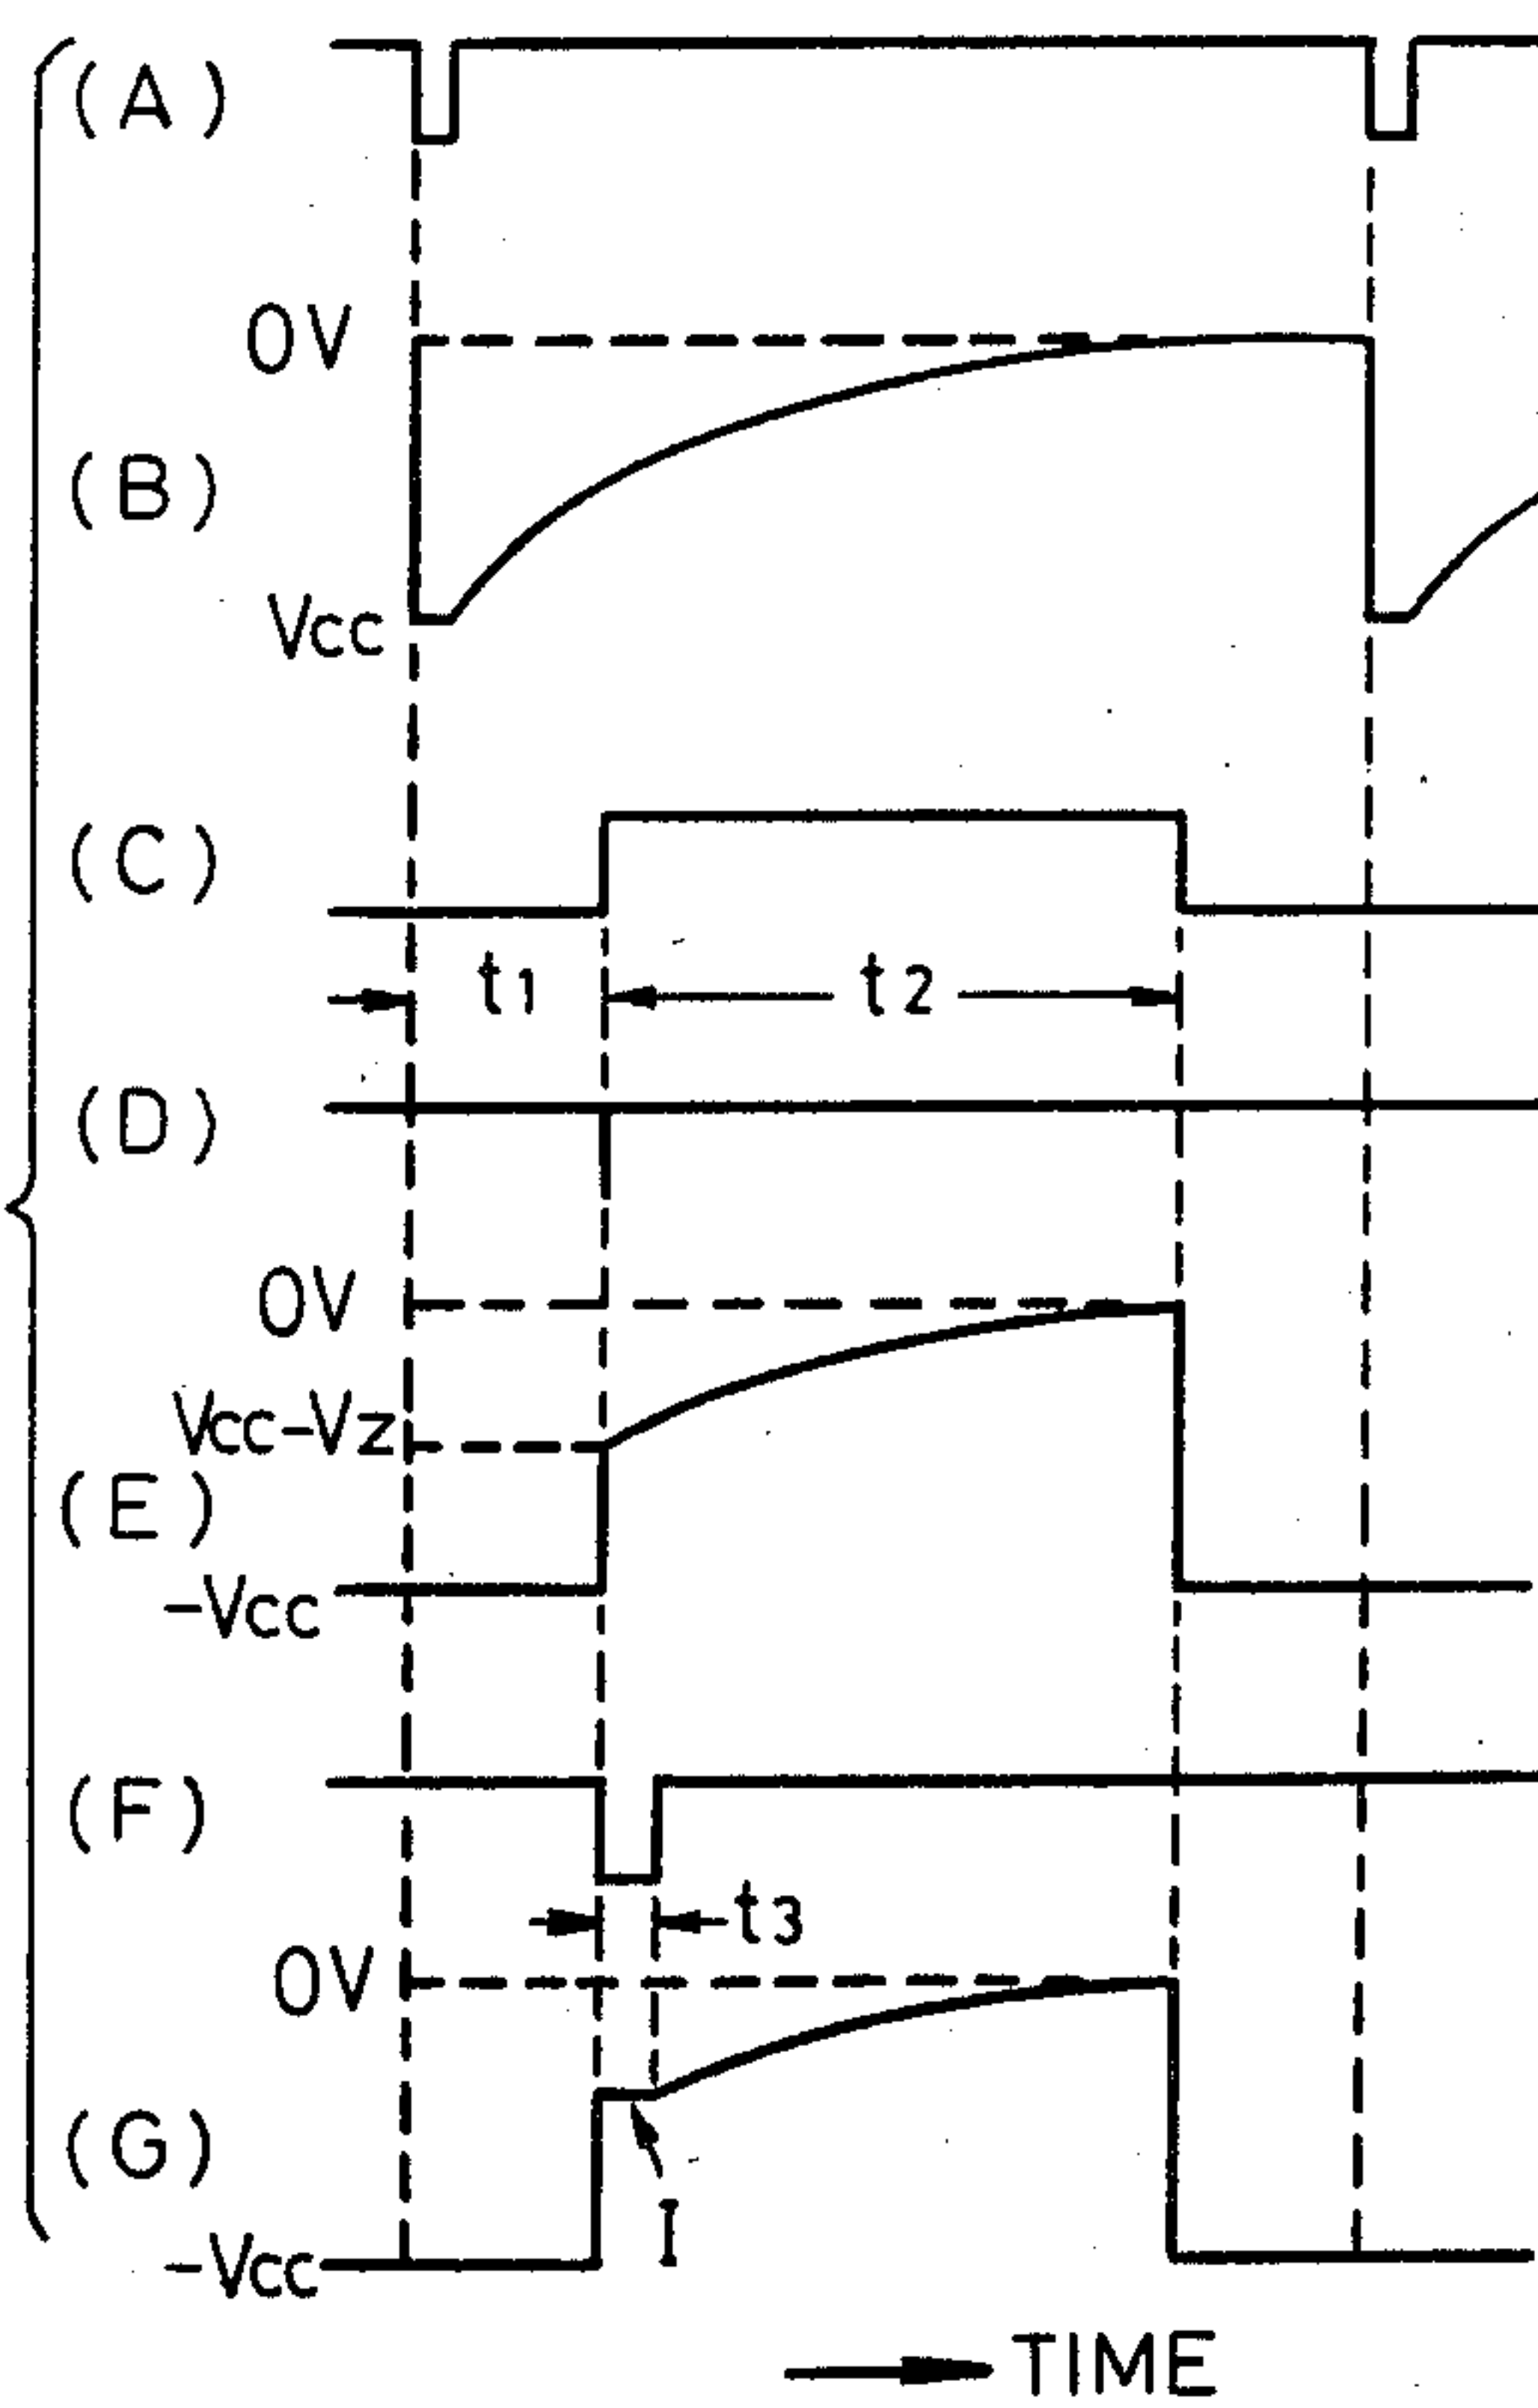 (A)
0V
(B)
Vcc
(C)
t1 t2
(D)
0V
Vcc-Vz
(E)
-Vcc
(F)
t3
0V
(G)
I
-Vcc
TIME